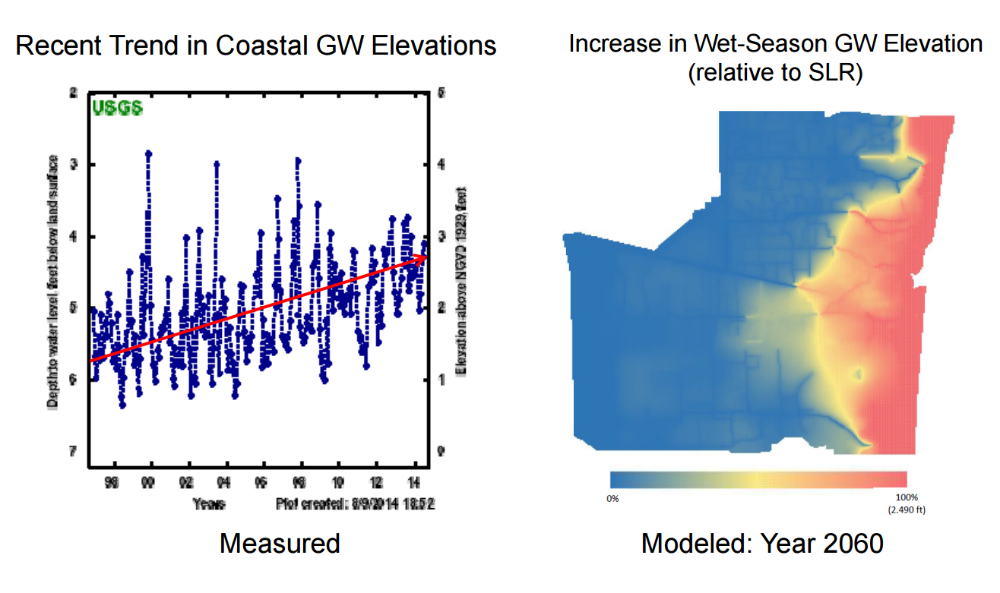 Recent Trend in Coastal GW Elevations
USGS
Depth to water level, feet below land surface
2
3
4
5
6
7
5
4
3
2
1
0
Elevation above NGVD 1929, feet
98 00 02 04 06 08 10 12 14
Years
Plot created: 8/9/2014 18:52
Measured
Increase in Wet-Season GW Elevation
(relative to SLR)
0%
100%
(2.490 ft)
Modeled: Year 2060